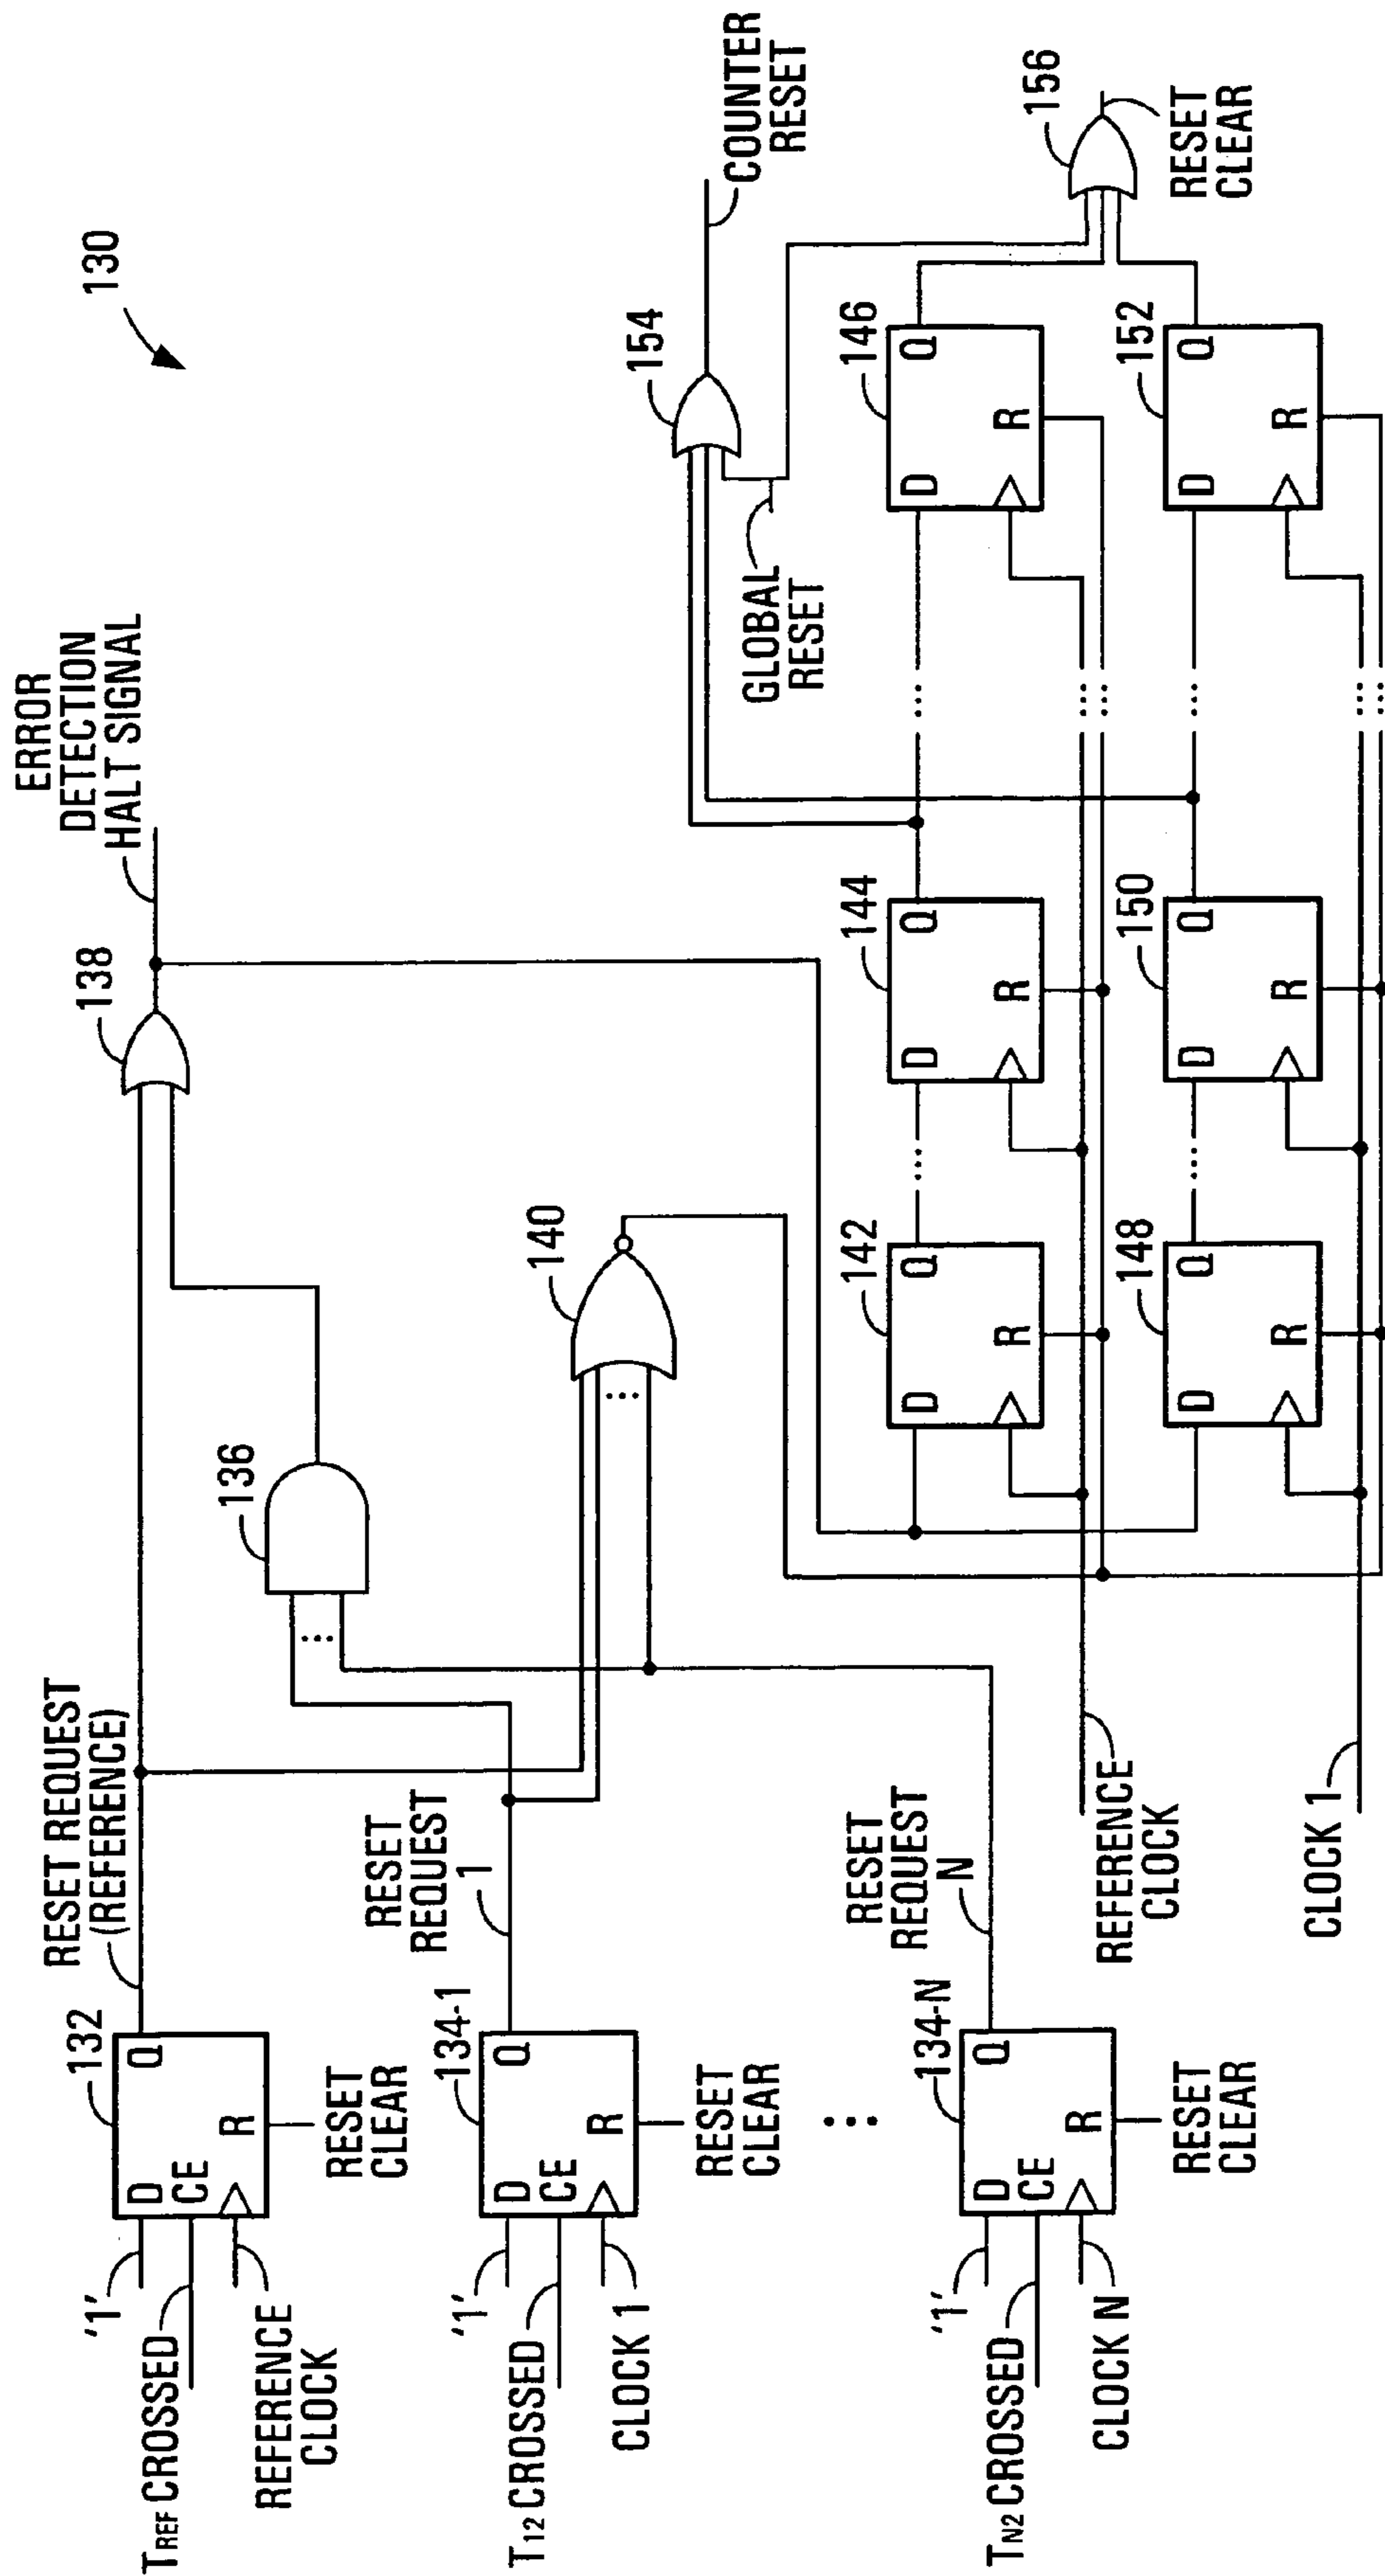 130
ERROR
DETECTION
HALT SIGNAL
RESET REQUEST
(REFERENCE)
132
D
Q
CE
R
'1'
TREF CROSSED
REFERENCE
CLOCK
RESET
CLEAR
138
136
134-1
D
Q
CE
R
'1'
T12 CROSSED
CLOCK 1
RESET
CLEAR
RESET
REQUEST
1
140
...
...
154
COUNTER
RESET
GLOBAL
RESET
⋮
134-N
D
Q
CE
R
'1'
TN2 CROSSED
CLOCK N
RESET
CLEAR
RESET
REQUEST
N
142
D
Q
R
...
144
D
Q
R
...
146
D
Q
R
156
RESET
CLEAR
REFERENCE
CLOCK
...
...
148
D
Q
R
...
150
D
Q
R
...
152
D
Q
R
CLOCK 1
...
...